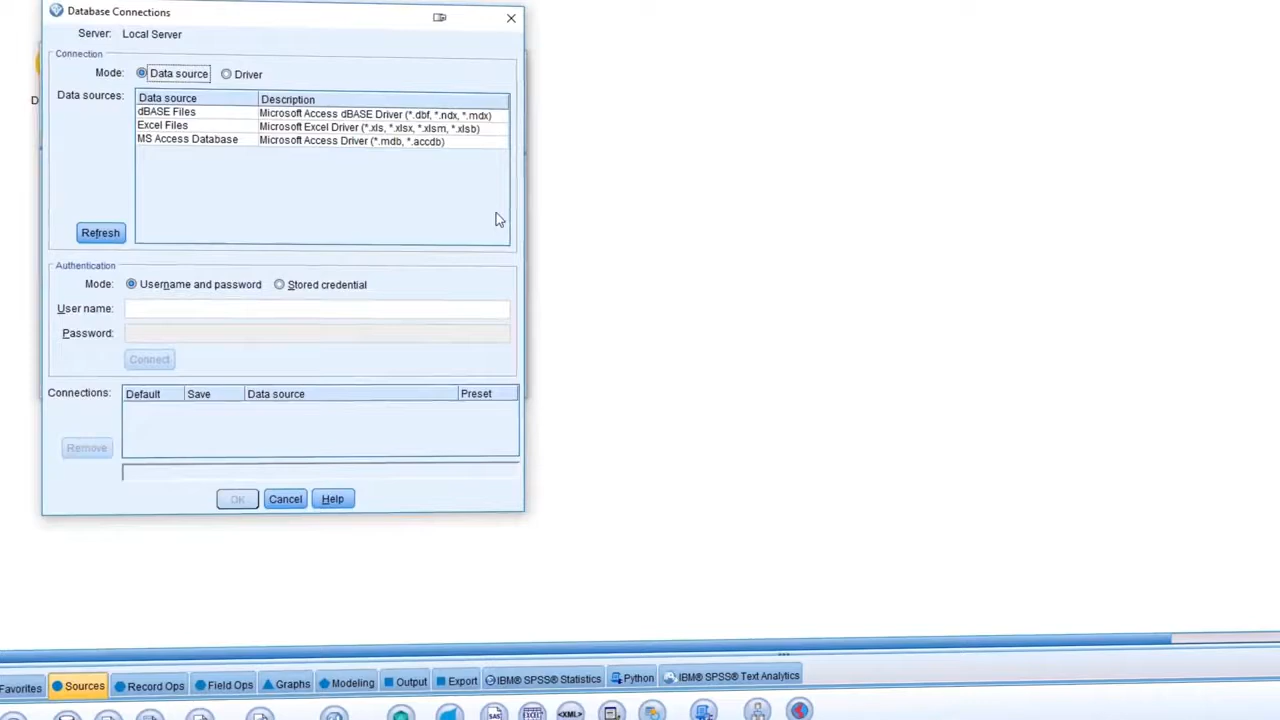 Database Connections
Server: Local Server
Connection
Mode: Data source Driver
Data sources: Data source Description
dBASE Files Microsoft Access dBASE Driver (*.dbf, *.ndx, *.mdx)
Excel Files Microsoft Excel Driver (*.xls, *.xlsx, *.xlsm, *.xlsb)
MS Access Database Microsoft Access Driver (*.mdb, *.accdb)
Refresh
Authentication
Mode: Username and password Stored credential
User name:
Password:
Connect
Connections: Default Save Data source Preset
Remove
OK Cancel Help
D
Favorites Sources Record Ops Field Ops Graphs Modeling Output Export IBM® SPSS® Statistics Python IBM® SPSS® Text Analytics
SAS EXCEL <XML>